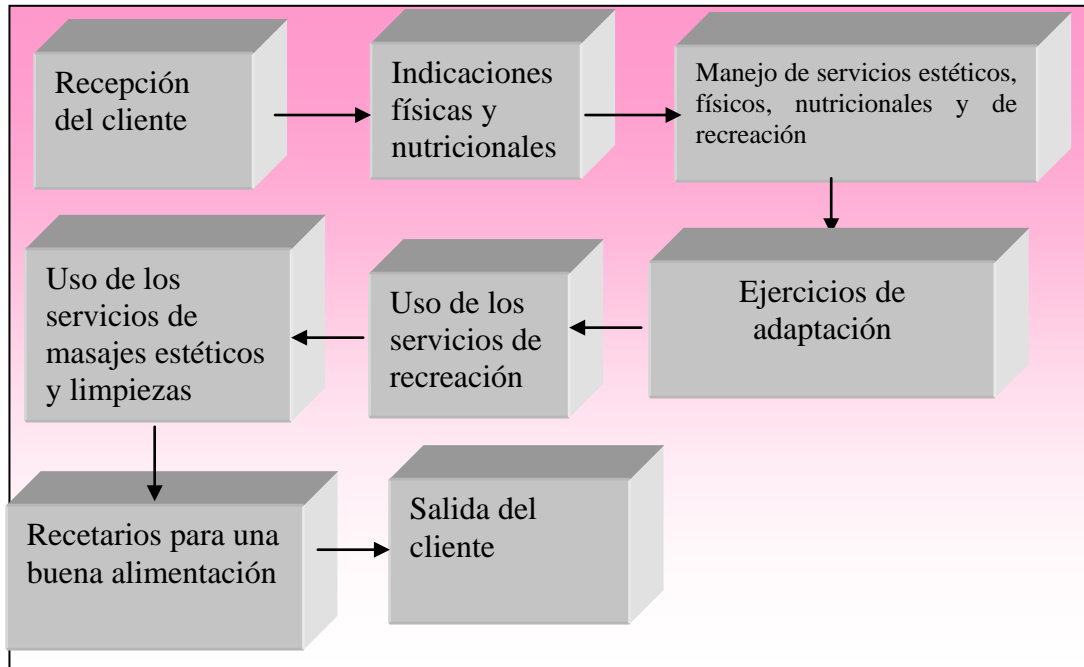 Recepción
del cliente
Indicaciones
físicas y
nutricionales
Manejo de servicios estéticos,
físicos, nutricionales y de
recreación
Ejercicios de
adaptación
Uso de los
servicios de
recreación
Uso de los
servicios de
masajes estéticos
y limpiezas
Recetarios para una
buena alimentación
Salida del
cliente